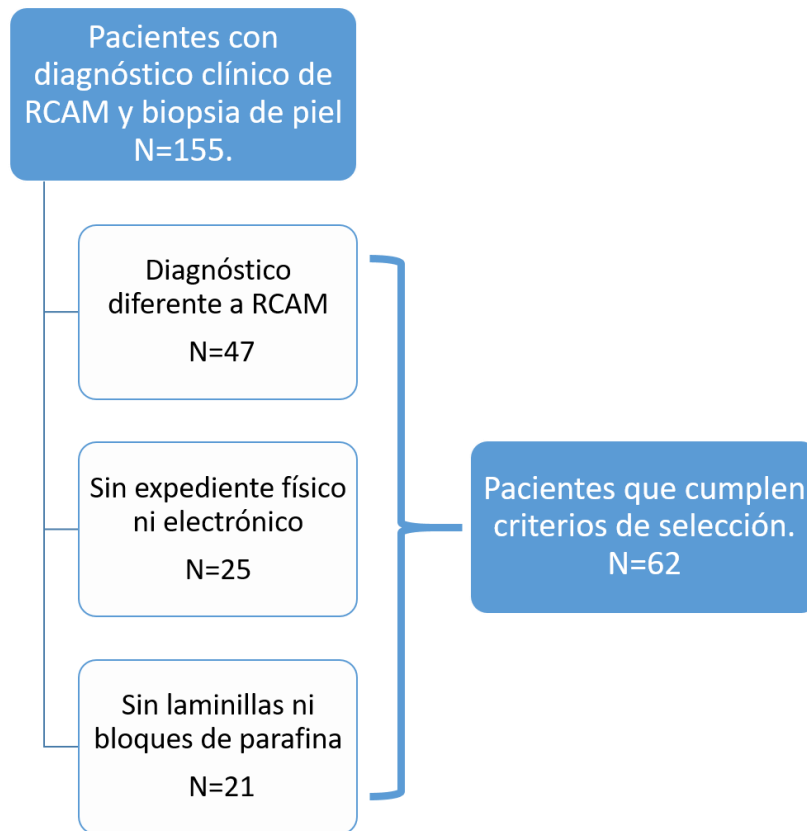 Pacientes con
diagnóstico clínico de
RCAM y biopsia de piel
N=155.
Diagnóstico
diferente a RCAM
N=47
Sin expediente físico
ni electrónico
N=25
Sin laminillas ni
bloques de parafina
N=21
Pacientes que cumplen
criterios de selección.
N=62